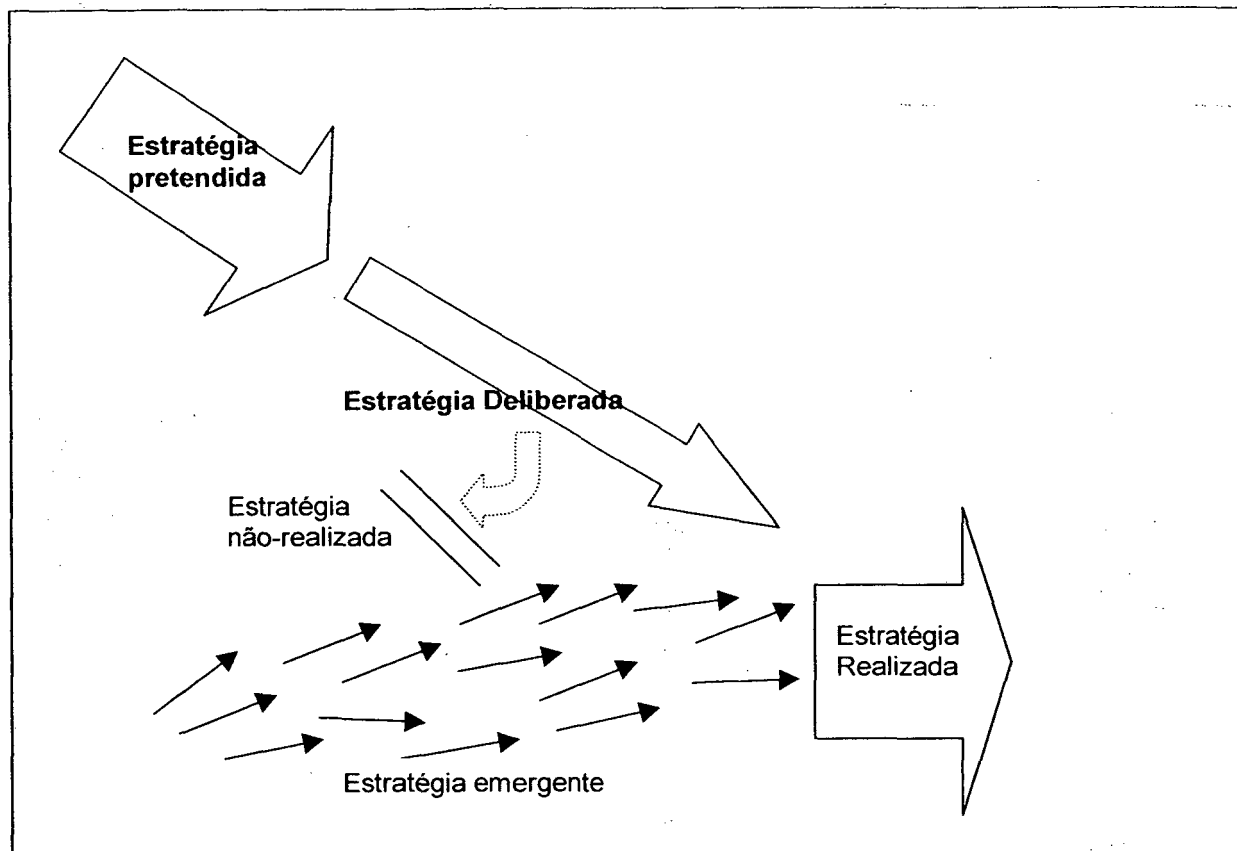 Estratégia
pretendida
Estratégia Deliberada
Estratégia
não-realizada
Estratégia
Realizada
Estratégia emergente